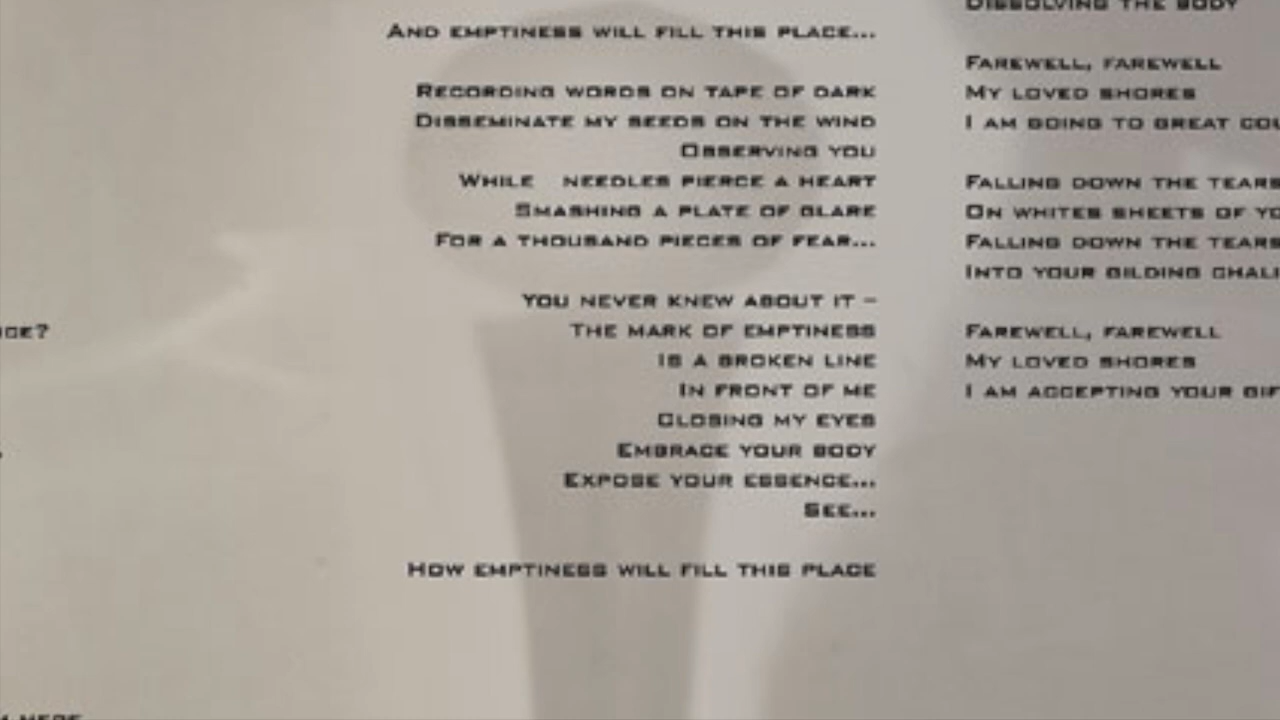 AND EMPTINESS WILL FILL THIS PLACE...
RECORDING WORDS ON TAPE OF DARK
DISSEMINATE MY SEEDS ON THE WIND
OBSERVING YOU
WHILE NEEDLES PIERCE A HEART
SMASHING A PLATE OF GLARE
FOR A THOUSAND PIECES OF FEAR...
YOU NEVER KNEW ABOUT IT –
THE MARK OF EMPTINESS
IS A BROKEN LINE
IN FRONT OF ME
CLOSING MY EYES
EMBRACE YOUR BODY
EXPOSE YOUR ESSENCE...
SEE...
HOW EMPTINESS WILL FILL THIS PLACE
DISSOLVING THE BODY
FAREWELL, FAREWELL
MY LOVED SHORES
I AM GOING TO GREAT
FALLING DOWN THE TEARS
ON WHITES SHEETS OF
FALLING DOWN THE TEARS
INTO YOUR GILDING
FAREWELL, FAREWELL
MY LOVED SHORES
I AM ACCEPTING YOUR
HERE